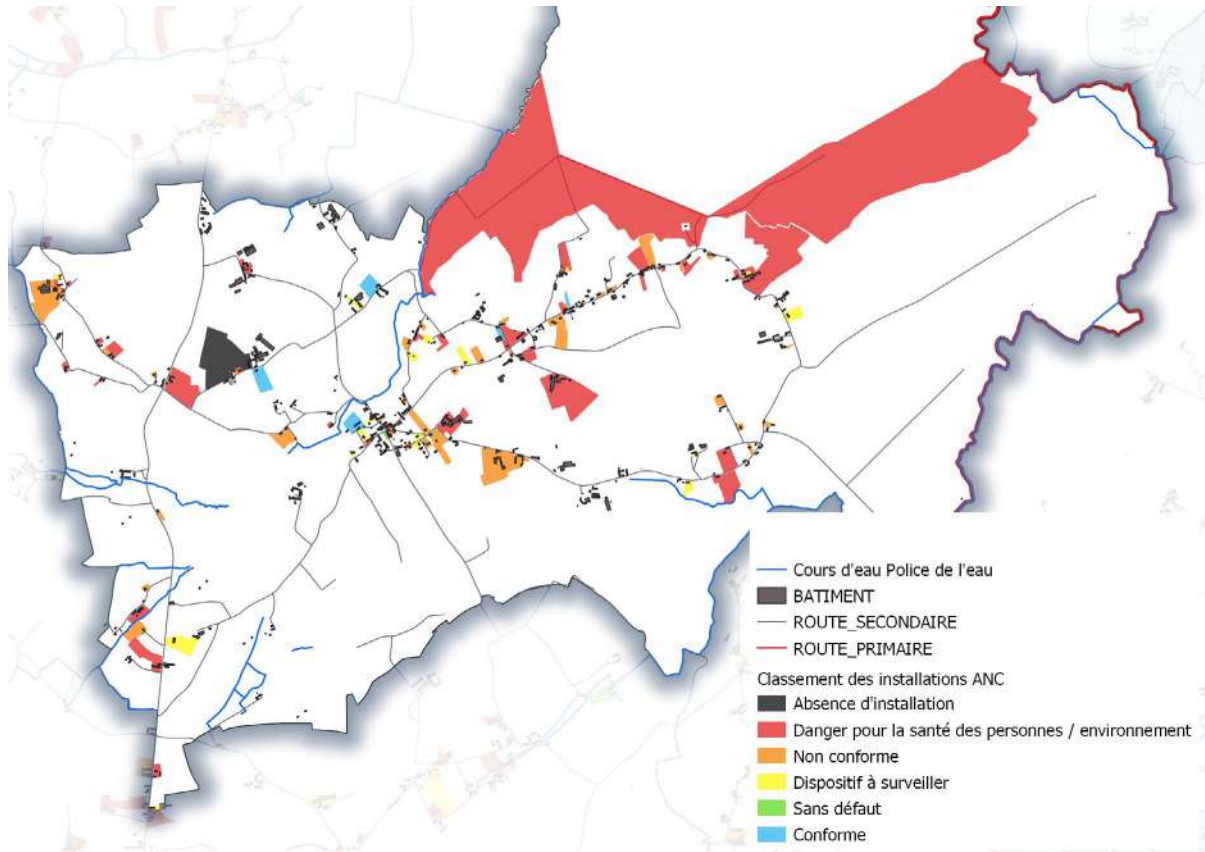 Cours d'eau Police de l'eau
BATIMENT
ROUTE_SECONDAIRE
ROUTE_PRIMAIRE
Classement des installations ANC
Absence d'installation
Danger pour la santé des personnes / environnement
Non conforme
Dispositif à surveiller
Sans défaut
Conforme